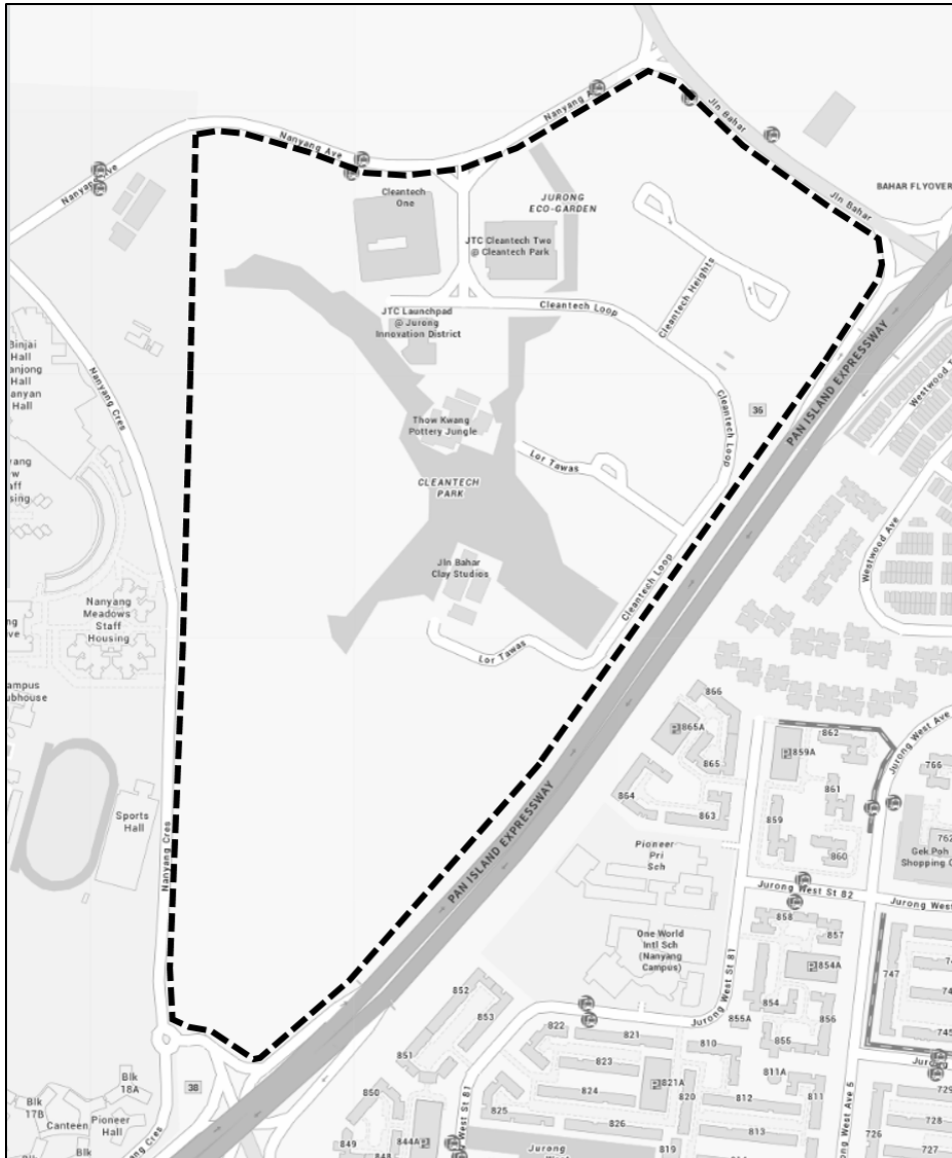 Jln Bahar
Nanyang Ave
Nanyang Ave
BAHAR FLYOVER
Jln Bahar
Cleantech
One
JURONG
ECO-GARDEN
JTC Cleantech Two
@ Cleantech Park
Cleantech Heights
Cleantech Loop
JTC Launchpad
@ Jurong
Innovation District
PAN ISLAND EXPRESSWAY
Binjai
Hall
Hall
Hall
Nanyang Cres
36
Cleantech Loop
Thow Kwang
Pottery Jungle
Lor Tawas
CLEANTECH
PARK
Westwood Ave
Jln Bahar
Clay Studios
Cleantech Loop
Nanyang
Meadows
Staff
Housing
Lor Tawas
866
865A
865
864
863
862
859A
861
859
860
Jurong West Ave
766
762
Gek Poh
Shopping
Sports
Hall
Nanyang Cres
PAN ISLAND EXPRESSWAY
Pioneer
Pri
Sch
Jurong West St 82
Jurong West
One World
Intl Sch
(Nanyang
Campus)
Jurong West St 81
858
857
854A
854
856
855A
855
747
745
852
853
851
822
821
823
824
821A
825
826
820
819
810
811A
812
811
813
38
Blk
18A
Blk
17B
Canteen
Pioneer
Hall
Blk
850
849
844A
Jurong West Ave 5
729
728
727
726
Jurong